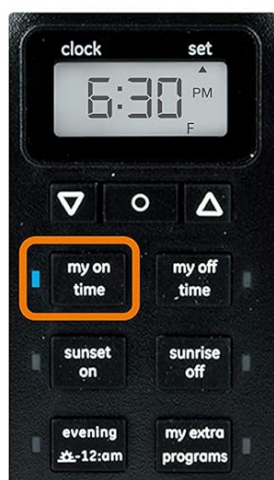 clock set
6:30 PM
F
my on my off
time time
sunset sunrise
on off
evening my extra
-12:am programs